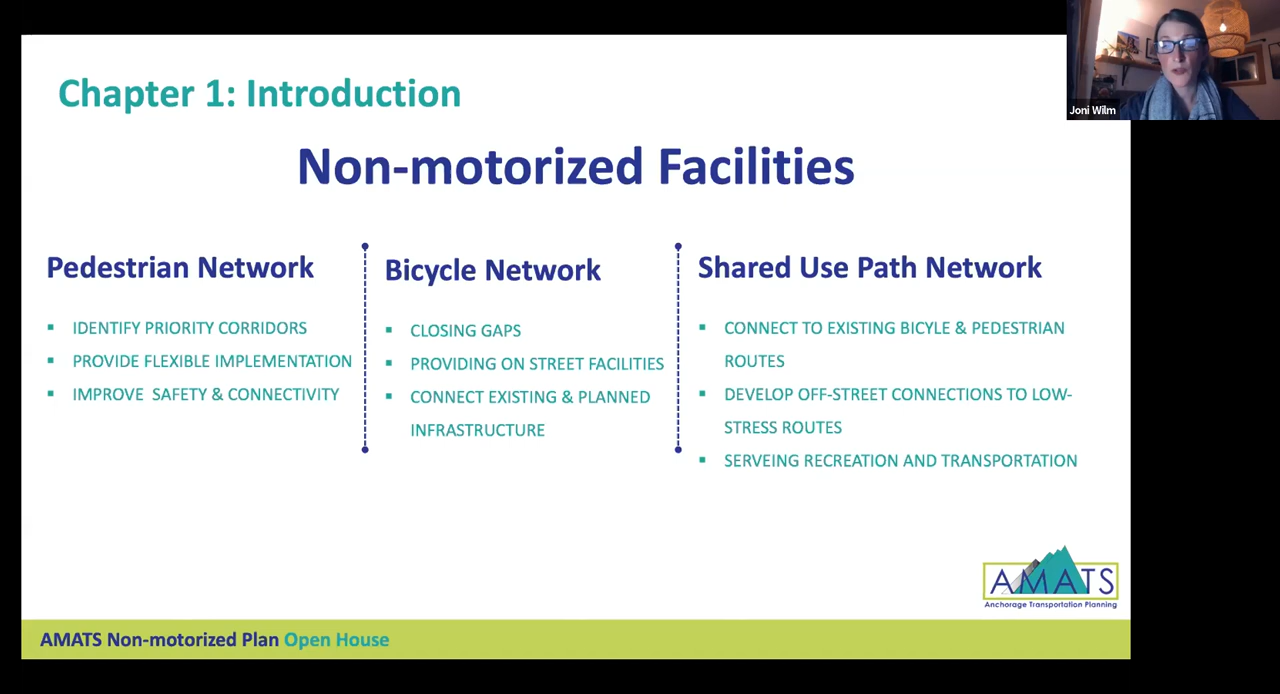 Joni Wilm
Chapter 1: Introduction
Non-motorized Facilities
Pedestrian Network
▪ IDENTIFY PRIORITY CORRIDORS
▪ PROVIDE FLEXIBLE IMPLEMENTATION
▪ IMPROVE SAFETY & CONNECTIVITY
Bicycle Network
▪ CLOSING GAPS
▪ PROVIDING ON STREET FACILITIES
▪ CONNECT EXISTING & PLANNED
INFRASTRUCTURE
Shared Use Path Network
▪ CONNECT TO EXISTING BICYLE & PEDESTRIAN
ROUTES
▪ DEVELOP OFF-STREET CONNECTIONS TO LOW-
STRESS ROUTES
▪ SERVEING RECREATION AND TRANSPORTATION
AMATS
Anchorage Transportation Planning
AMATS Non-motorized Plan Open House